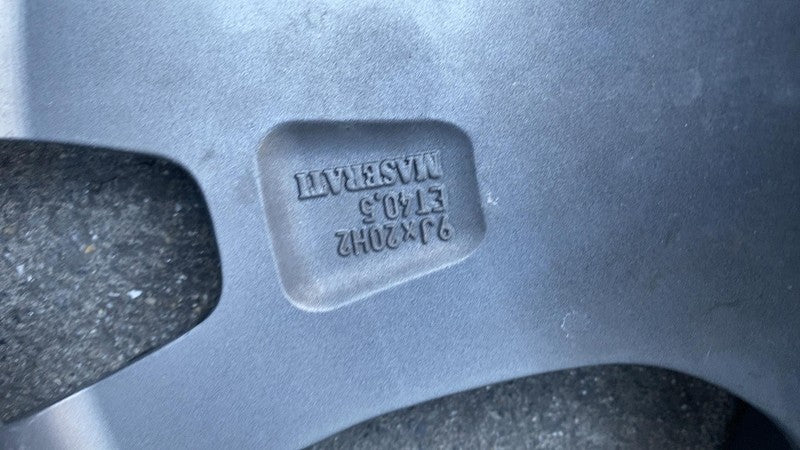 9Jx20H2
ET40,5
MASERATI